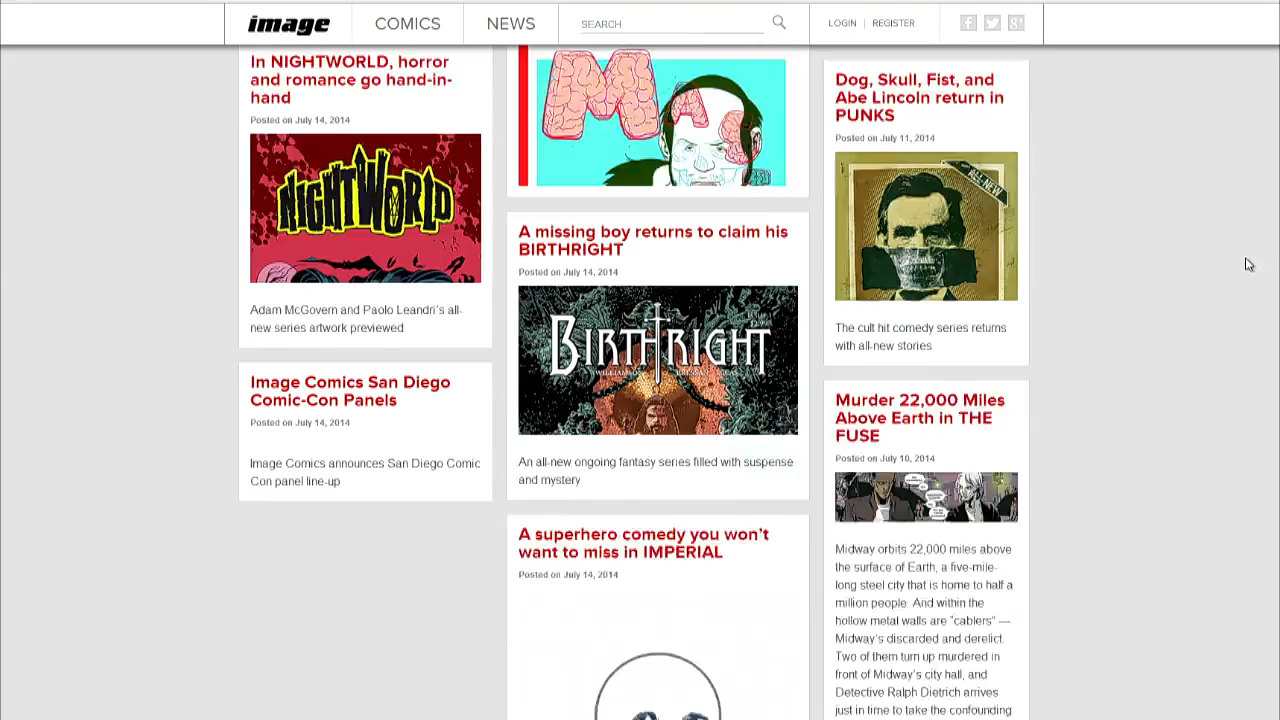 image
COMICS
NEWS
SEARCH
LOGIN | REGISTER
In NIGHTWORLD, horror
and romance go hand-in-
hand
Posted on July 14, 2014
NIGHTWORLD
Adam McGovern and Paolo Leandri's all-
new series artwork previewed
Image Comics San Diego
Comic-Con Panels
Posted on July 14, 2014
Image Comics announces San Diego Comic
Con panel line-up
MA
A missing boy returns to claim his
BIRTHRIGHT
Posted on July 14, 2014
BIRTHRIGHT
WILLIAMSON BRESSAN LUCAS
An all-new ongoing fantasy series filled with suspense
and mystery
A superhero comedy you won't
want to miss in IMPERIAL
Posted on July 14, 2014
Dog, Skull, Fist, and
Abe Lincoln return in
PUNKS
Posted on July 11, 2014
ALL-NEW
The cult hit comedy series returns
with all-new stories
Murder 22,000 Miles
Above Earth in THE
FUSE
Posted on July 10, 2014
Midway orbits 22,000 miles above
the surface of Earth, a five-mile-
long steel city that is home to half a
million people. And within the
hollow metal walls are "cablers" —
Midway's discarded and derelict.
Two of them turn up murdered in
front of Midway's city hall, and
Detective Ralph Dietrich arrives
just in time to take the confounding